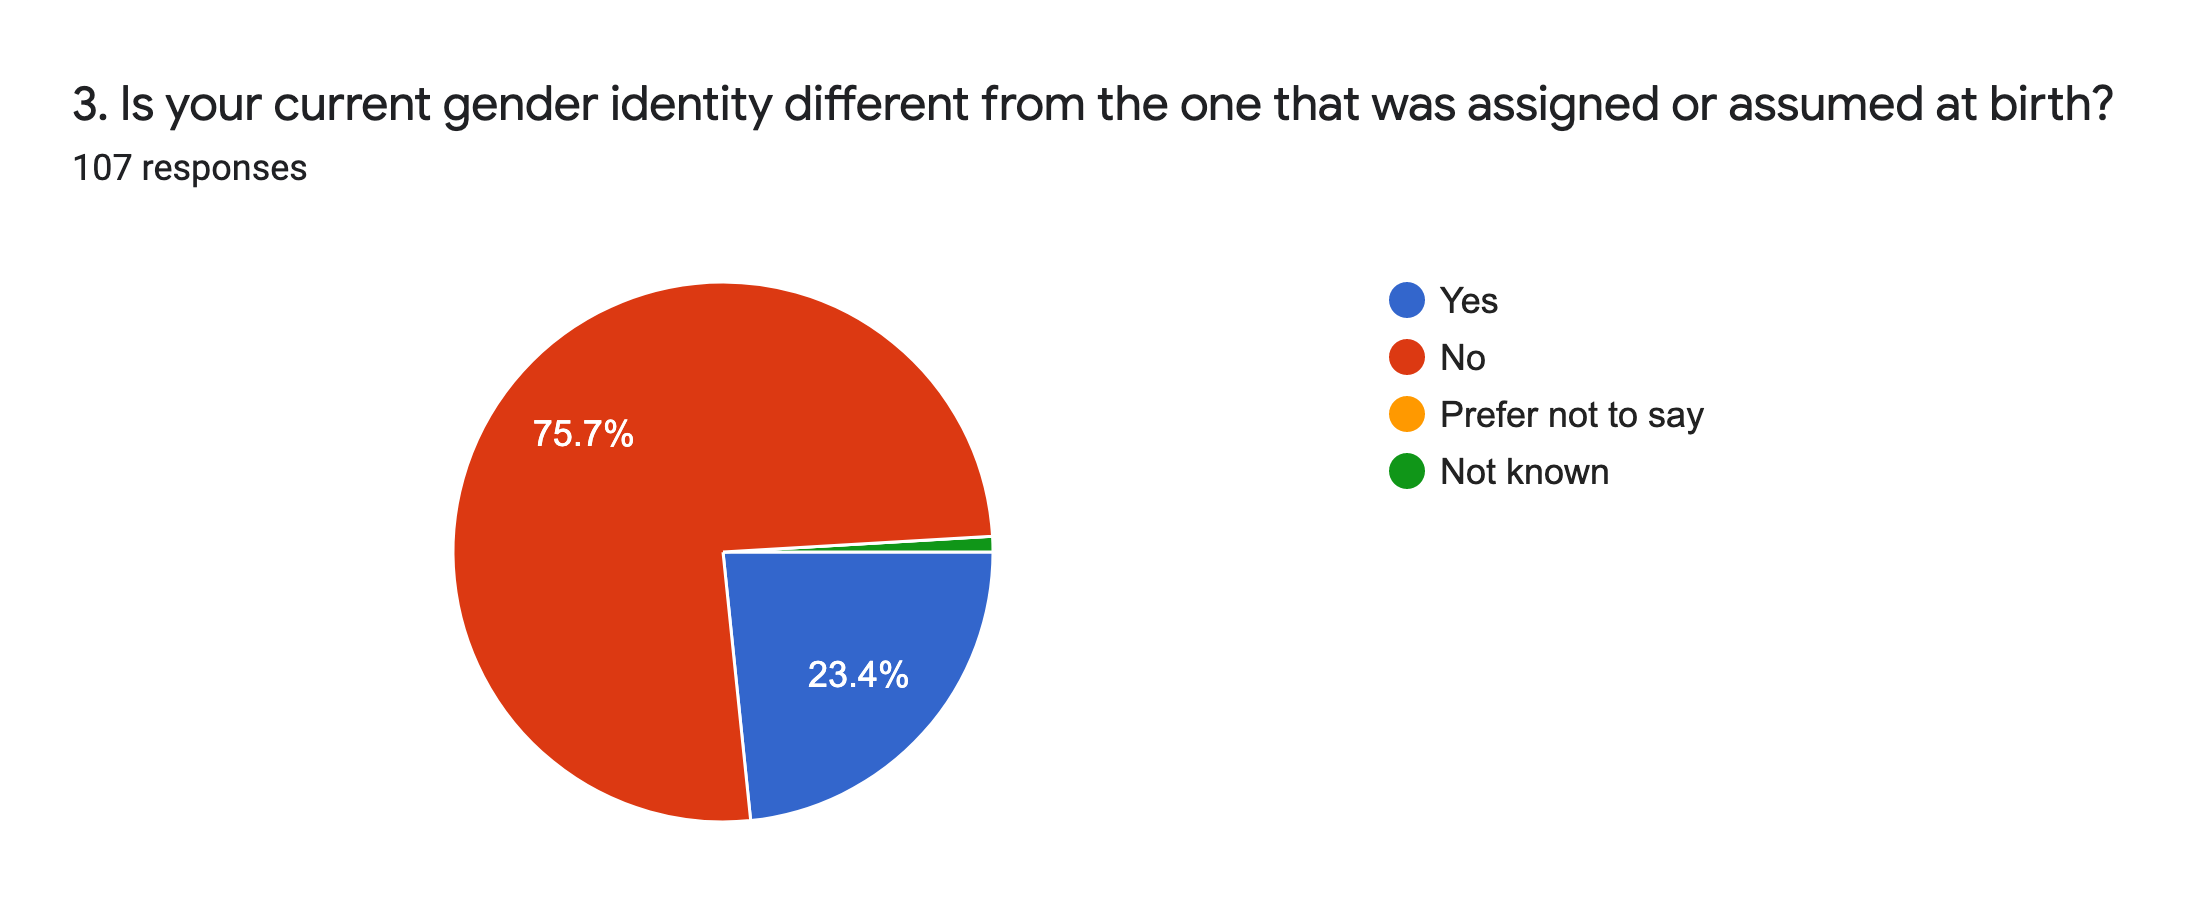 3. Is your current gender identity different from the one that was assigned or assumed at birth?
107 responses
Yes
No
Prefer not to say
Not known
75.7%
23.4%